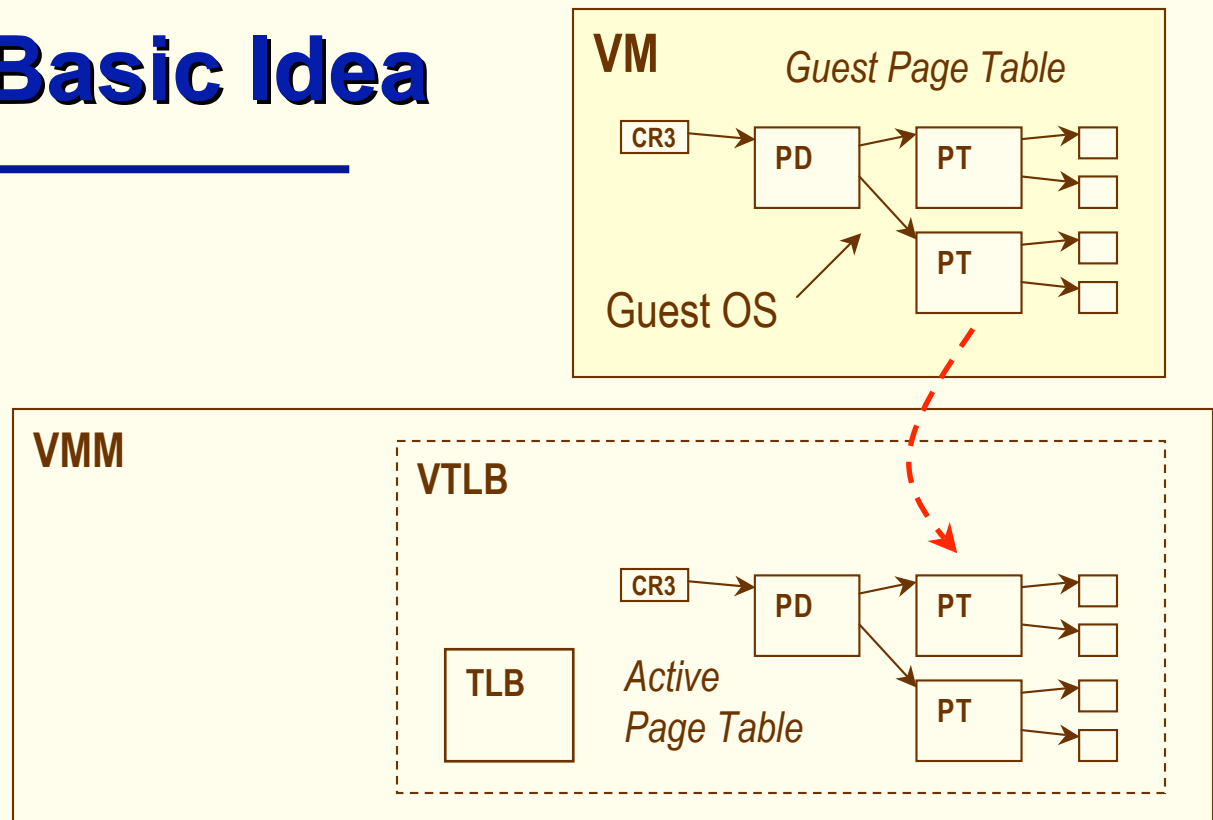 Basic Idea
VM
Guest Page Table
CR3
PD
PT
PT
Guest OS
VMM
VTLB
CR3
PD
PT
TLB
Active
Page Table
PT